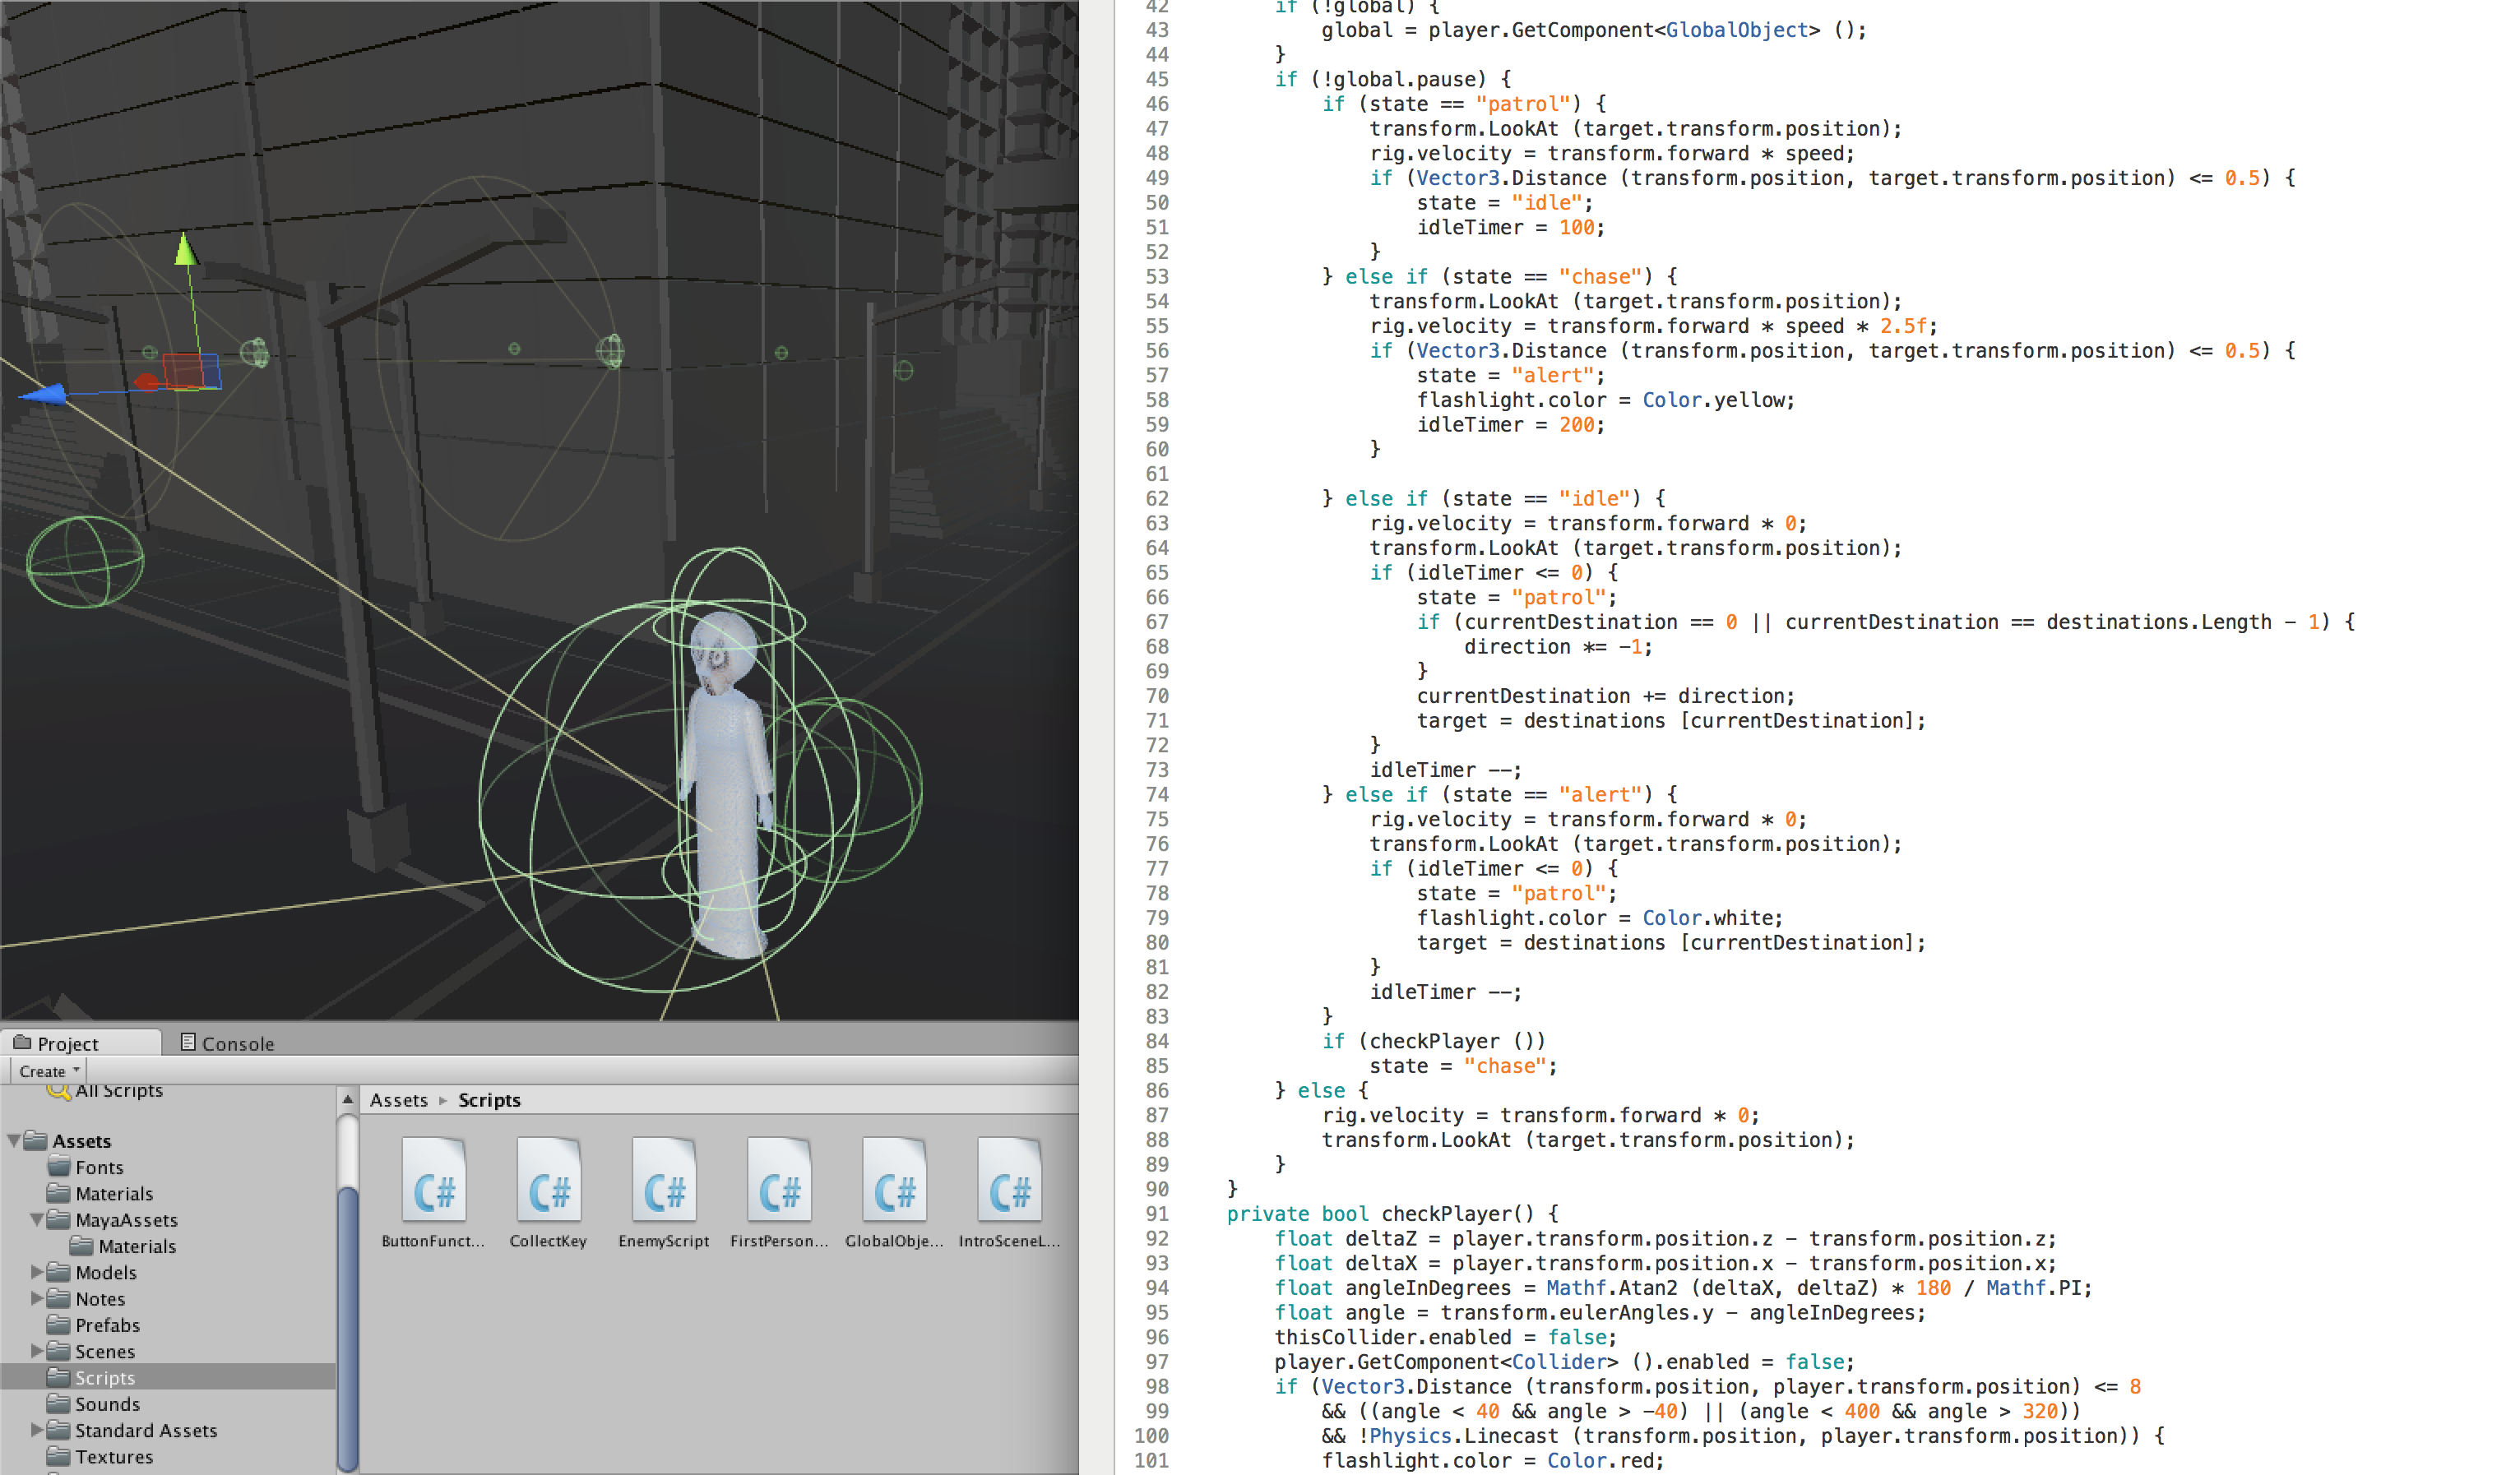 Project
Console
Create
All Scripts
Assets
Fonts
Materials
MayaAssets
Materials
Models
Notes
Prefabs
Scenes
Scripts
Sounds
Standard Assets
Textures
Assets ▸ Scripts
C# C# C# C# C# C#
ButtonFunct... CollectKey EnemyScript FirstPerson... GlobalObje... IntroSceneL...
42 if (!global) {
43 global = player.GetComponent<GlobalObject> ();
44 }
45 if (!global.pause) {
46 if (state == "patrol") {
47 transform.LookAt (target.transform.position);
48 rig.velocity = transform.forward * speed;
49 if (Vector3.Distance (transform.position, target.transform.position) <= 0.5) {
50 state = "idle";
51 idleTimer = 100;
52 }
53 } else if (state == "chase") {
54 transform.LookAt (target.transform.position);
55 rig.velocity = transform.forward * speed * 2.5f;
56 if (Vector3.Distance (transform.position, target.transform.position) <= 0.5) {
57 state = "alert";
58 flashlight.color = Color.yellow;
59 idleTimer = 200;
60 }
61
62 } else if (state == "idle") {
63 rig.velocity = transform.forward * 0;
64 transform.LookAt (target.transform.position);
65 if (idleTimer <= 0) {
66 state = "patrol";
67 if (currentDestination == 0 || currentDestination == destinations.Length - 1) {
68 direction *= -1;
69 }
70 currentDestination += direction;
71 target = destinations [currentDestination];
72 }
73 idleTimer --;
74 } else if (state == "alert") {
75 rig.velocity = transform.forward * 0;
76 transform.LookAt (target.transform.position);
77 if (idleTimer <= 0) {
78 state = "patrol";
79 flashlight.color = Color.white;
80 target = destinations [currentDestination];
81 }
82 idleTimer --;
83 }
84 if (checkPlayer ())
85 state = "chase";
86 } else {
87 rig.velocity = transform.forward * 0;
88 transform.LookAt (target.transform.position);
89 }
90 }
91 private bool checkPlayer() {
92 float deltaZ = player.transform.position.z - transform.position.z;
93 float deltaX = player.transform.position.x - transform.position.x;
94 float angleInDegrees = Mathf.Atan2 (deltaX, deltaZ) * 180 / Mathf.PI;
95 float angle = transform.eulerAngles.y - angleInDegrees;
96 thisCollider.enabled = false;
97 player.GetComponent<Collider> ().enabled = false;
98 if (Vector3.Distance (transform.position, player.transform.position) <= 8
99 && ((angle < 40 && angle > -40) || (angle < 400 && angle > 320))
100 && !Physics.Linecast (transform.position, player.transform.position)) {
101 flashlight.color = Color.red;